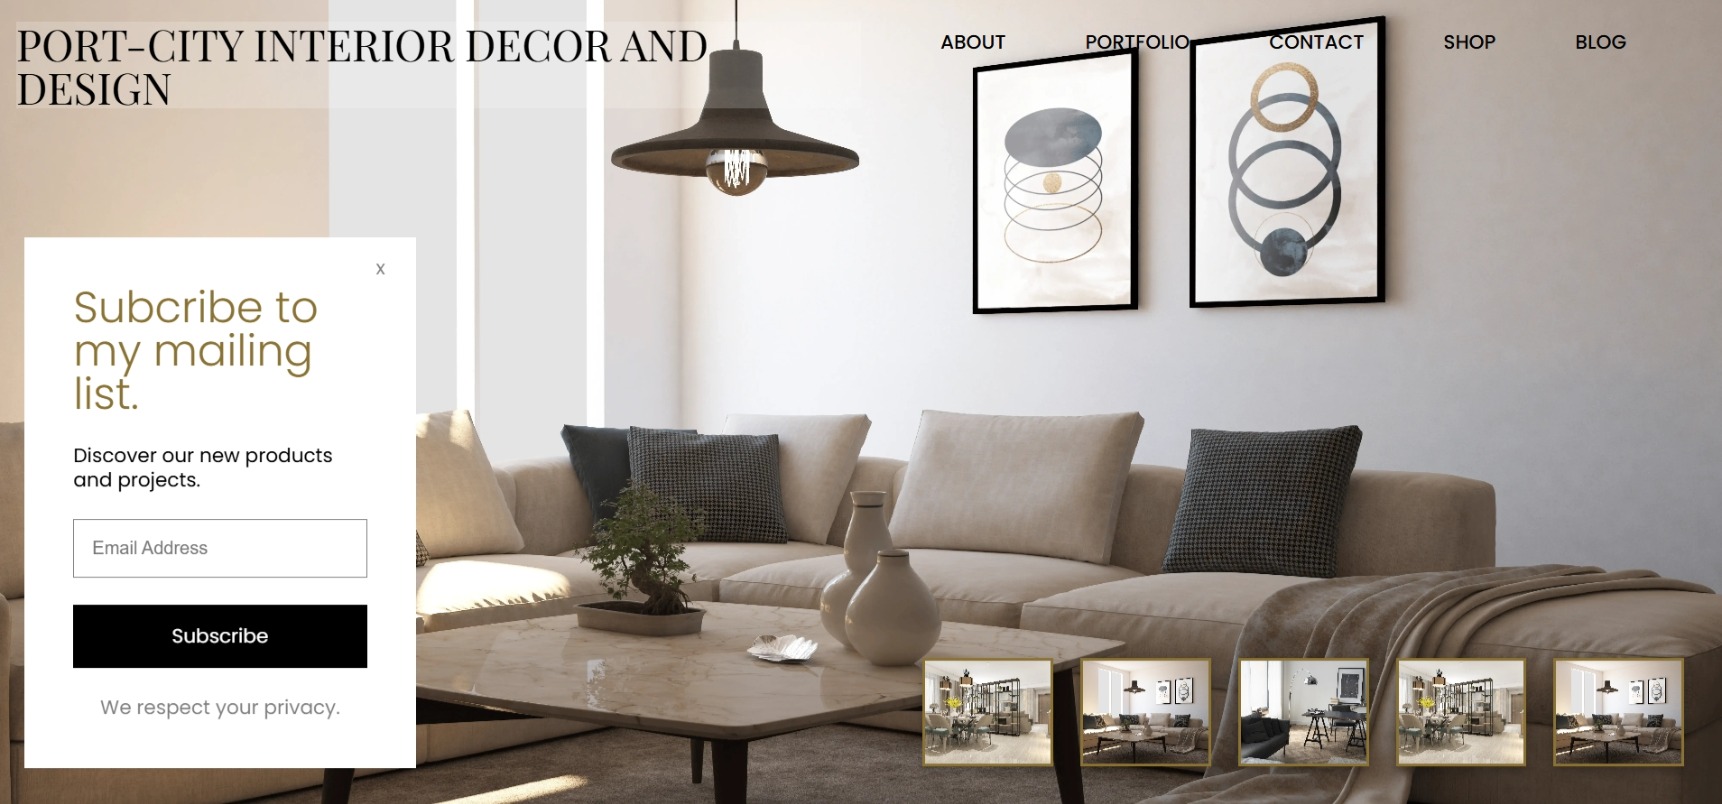 PORT-CITY INTERIOR DECOR AND
DESIGN
ABOUT PORTFOLIO CONTACT SHOP BLOG
x
Subcribe to
my mailing
list.
Discover our new products
and projects.
Email Address
Subscribe
We respect your privacy.